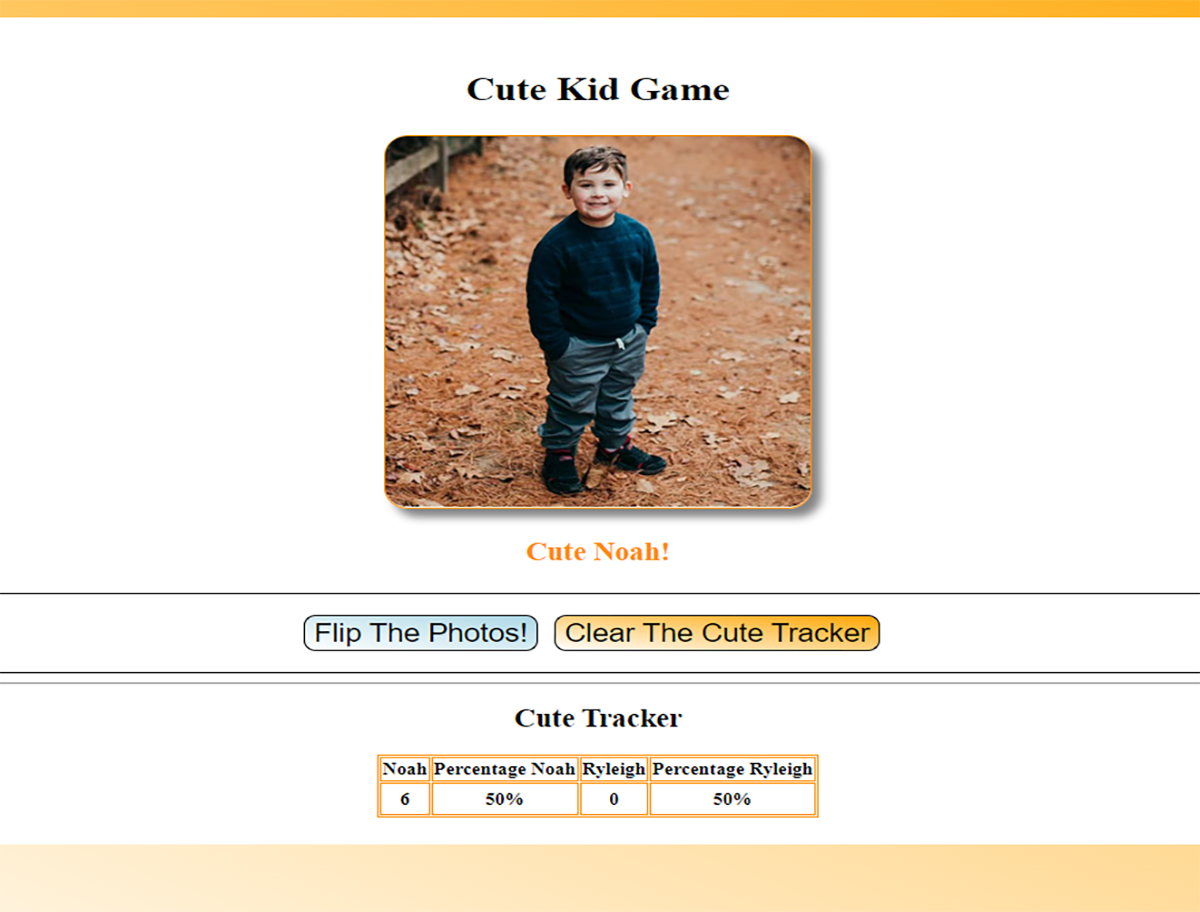 Cute Kid Game
Cute Noah!
Flip The Photos! Clear The Cute Tracker
Cute Tracker
Noah Percentage Noah Ryleigh Percentage Ryleigh
6 50% 0 50%